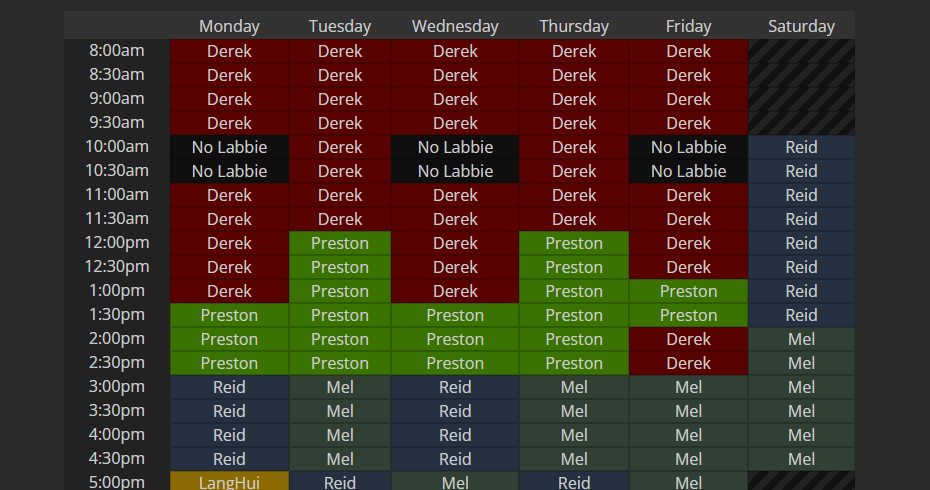 Monday Tuesday Wednesday Thursday Friday Saturday
8:00am Derek Derek Derek Derek Derek
8:30am Derek Derek Derek Derek Derek
9:00am Derek Derek Derek Derek Derek
9:30am Derek Derek Derek Derek Derek
10:00am No Labbie Derek No Labbie Derek No Labbie Reid
10:30am No Labbie Derek No Labbie Derek No Labbie Reid
11:00am Derek Derek Derek Derek Derek Reid
11:30am Derek Derek Derek Derek Derek Reid
12:00pm Derek Preston Derek Preston Derek Reid
12:30pm Derek Preston Derek Preston Derek Reid
1:00pm Derek Preston Derek Preston Preston Reid
1:30pm Preston Preston Preston Preston Preston Reid
2:00pm Preston Preston Preston Preston Derek Mel
2:30pm Preston Preston Preston Preston Derek Mel
3:00pm Reid Mel Reid Mel Mel Mel
3:30pm Reid Mel Reid Mel Mel Mel
4:00pm Reid Mel Reid Mel Mel Mel
4:30pm Reid Mel Reid Mel Mel Mel
5:00pm LangHui Reid Mel Reid Mel